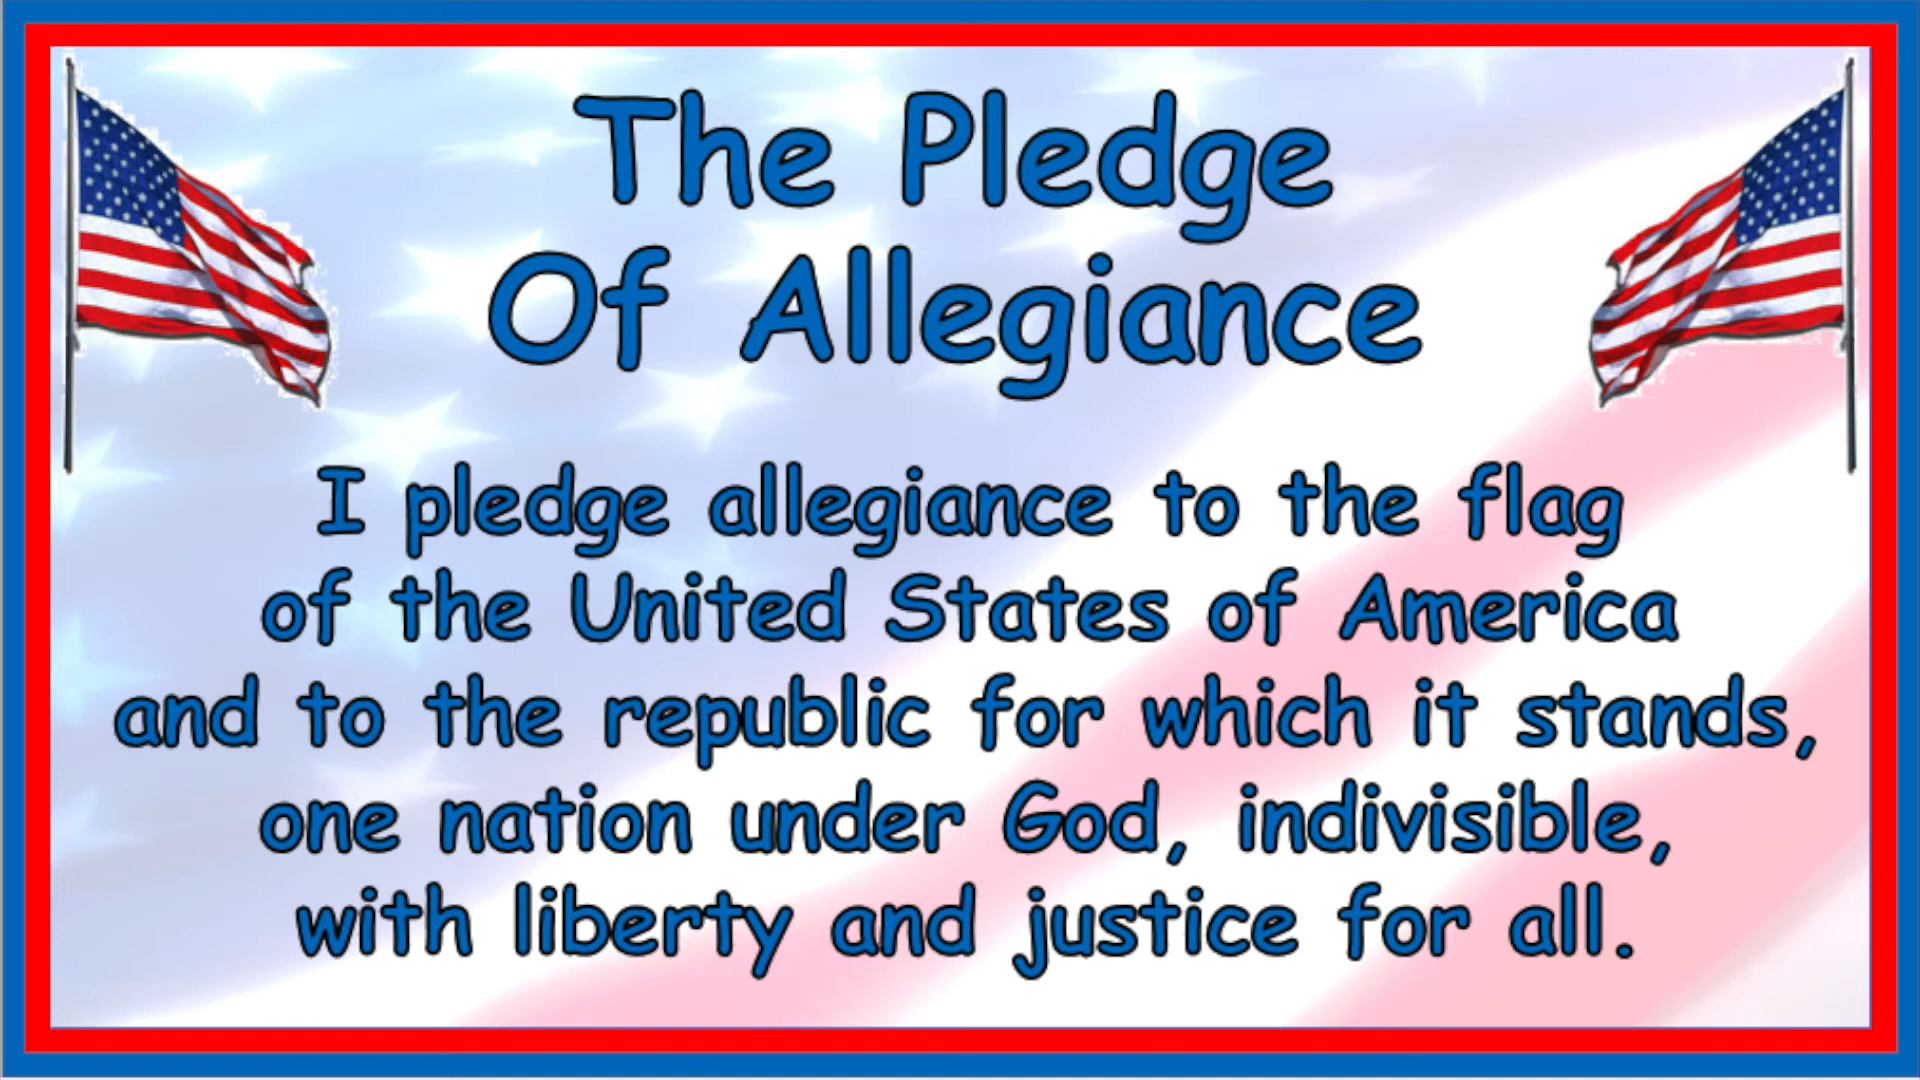 The Pledge
Of Allegiance
I pledge allegiance to the flag
of the United States of America
and to the republic for which it stands,
one nation under God, indivisible,
with liberty and justice for all.